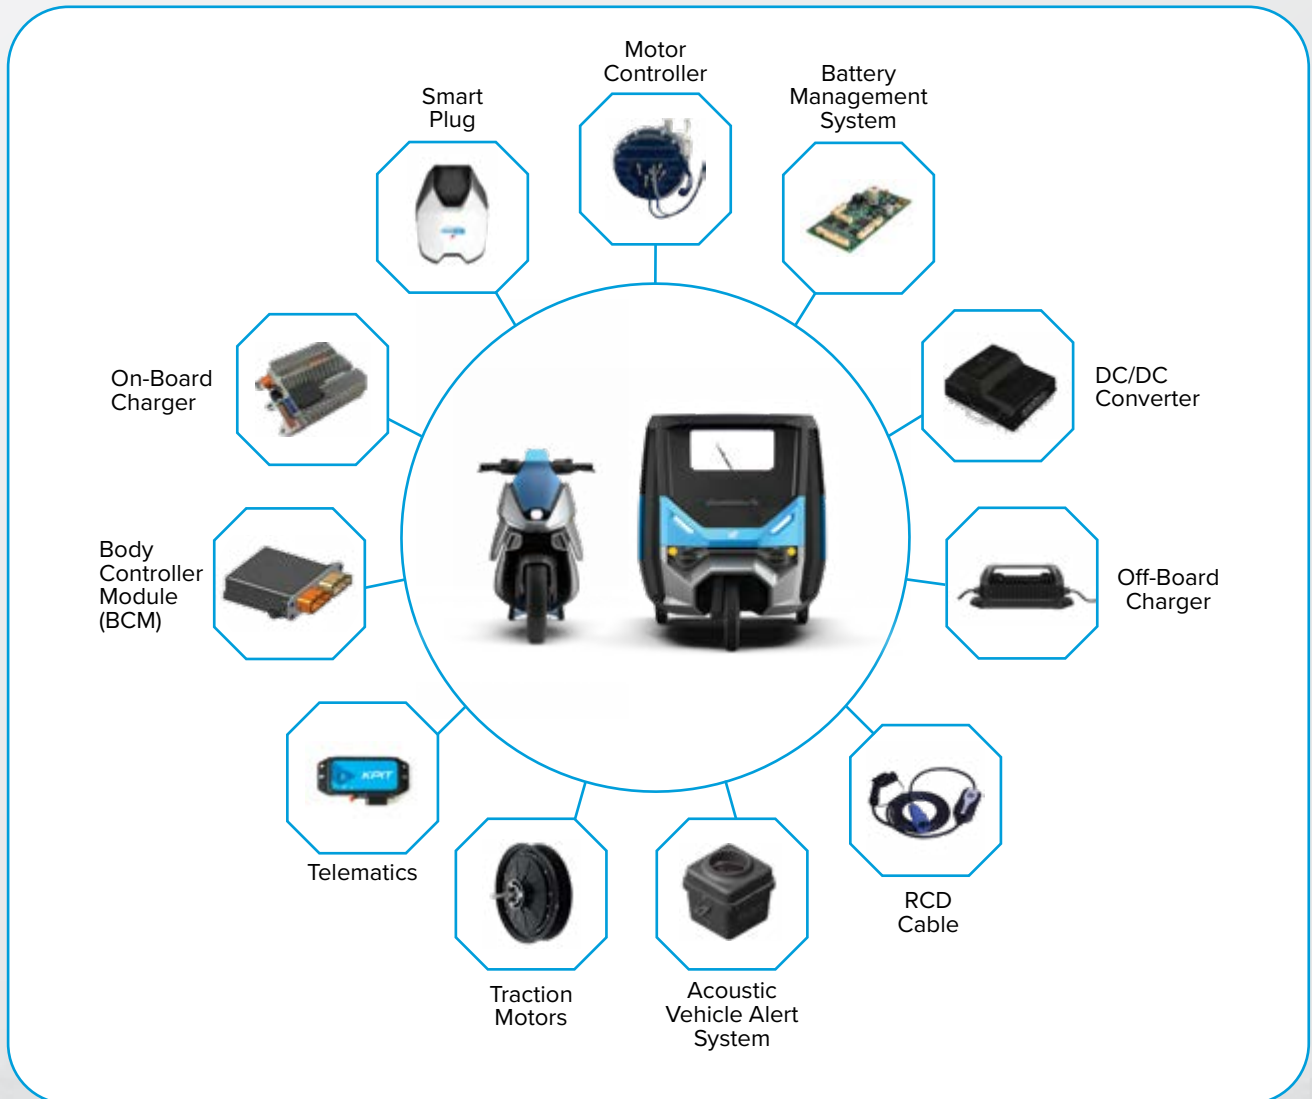 Motor
Controller
Battery
Management
System
Smart
Plug
On-Board
Charger
DC/DC
Converter
Body
Controller
Module
(BCM)
Off-Board
Charger
KPIT
Telematics
RCD
Cable
Traction
Motors
Acoustic
Vehicle Alert
System